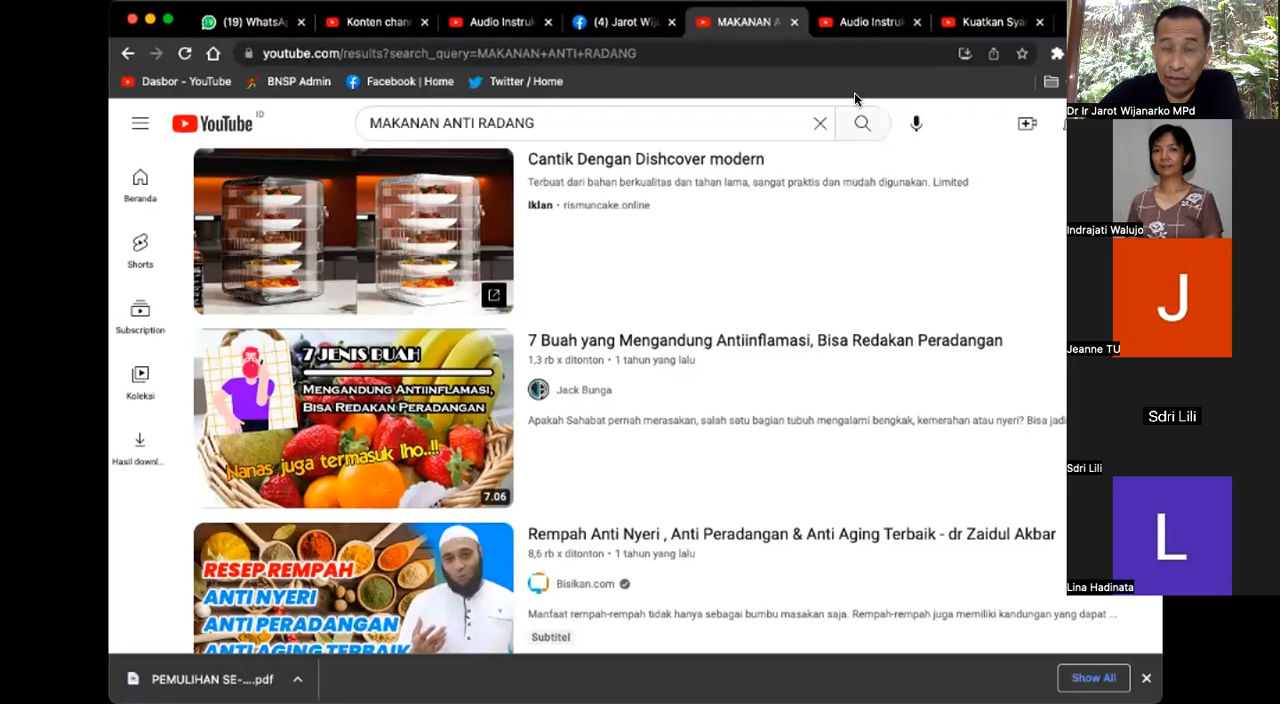 (19) WhatsA
Konten chan
Audio Instruk
(4) Jarot Wij
MAKANAN A
Audio Instruk
Kuatkan Syar
youtube.com/results?search_query=MAKANAN+ANTI+RADANG
Dasbor - YouTube
BNSP Admin
Facebook | Home
Twitter / Home
YouTube ID
MAKANAN ANTI RADANG
Beranda
Shorts
Subscription
Koleksi
Hasil downl...
Cantik Dengan Dishcover modern
Terbuat dari bahan berkualitas dan tahan lama, sangat praktis dan mudah digunakan. Limited
Iklan · rismuncake.online
7 JENIS BUAH
MENGANDUNG ANTIINFLAMASI,
BISA REDAKAN PERADANGAN
Nanas juga termasuk lho..!!
7.06
7 Buah yang Mengandung Antiinflamasi, Bisa Redakan Peradangan
1,3 rb x ditonton · 1 tahun yang lalu
Jack Bunga
Apakah Sahabat pernah merasakan, salah satu bagian tubuh mengalami bengkak, kemerahan atau nyeri? Bisa jadi
RESEP REMPAH
ANTI NYERI
ANTI PERADANGAN
ANTI AGING TERBAIK
Rempah Anti Nyeri , Anti Peradangan & Anti Aging Terbaik - dr Zaidul Akbar
8,6 rb x ditonton · 1 tahun yang lalu
Bisikan.com
Manfaat rempah-rempah tidak hanya sebagai bumbu masakan saja. Rempah-rempah juga memiliki kandungan yang dapat ...
Subtitel
PEMULIHAN SE-....pdf
Show All
Dr Ir Jarot Wijanarko MPd
Indrajati Walujo
J
Jeanne TU
Sdri Lili
Sdri Lili
L
Lina Hadinata